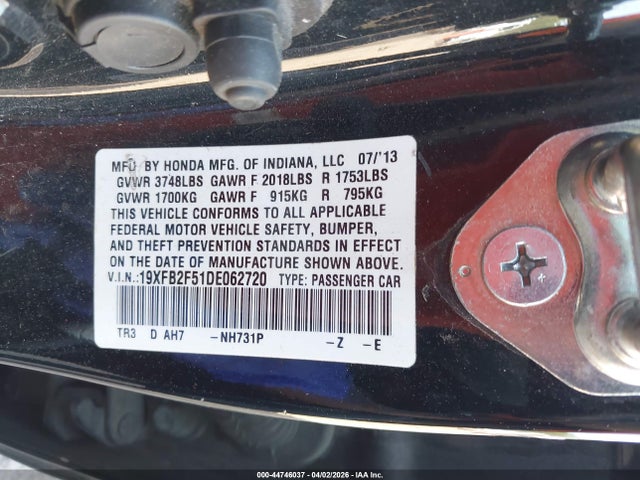 MFD BY HONDA MFG. OF INDIANA, LLC 07/'13
GVWR 3748LBS GAWR F 2018LBS R 1753LBS
GVWR 1700KG GAWR F 915KG R 795KG
THIS VEHICLE CONFORMS TO ALL APPLICABLE
FEDERAL MOTOR VEHICLE SAFETY, BUMPER,
AND THEFT PREVENTION STANDARDS IN EFFECT
ON THE DATE OF MANUFACTURE SHOWN ABOVE.
V.I.N.:19XFB2F51DE062720 TYPE: PASSENGER CAR
TR3 D AH7 -NH731P -Z -E
000-44746037 - 04/02/2026 - IAA Inc.